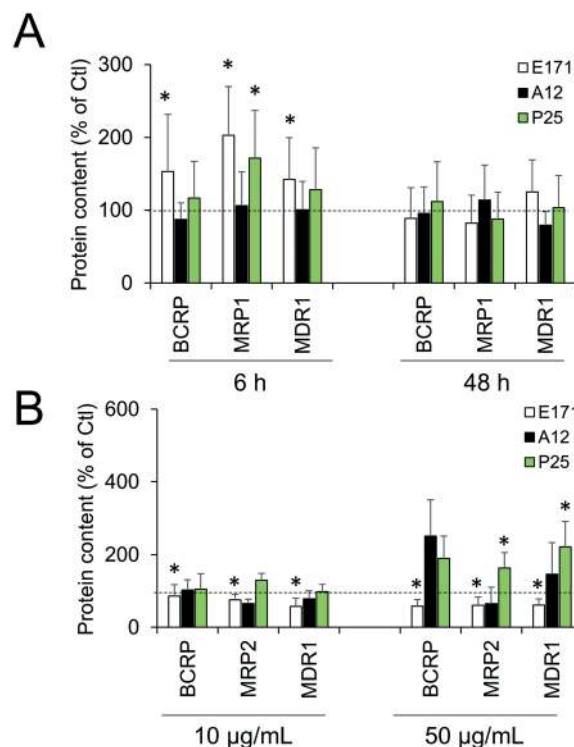 A
Protein content (% of Ctl)
300
200
100
0
E171
A12
P25
* * * *
BCRP MRP1 MDR1 BCRP MRP1 MDR1
6 h 48 h
B
Protein content (% of Ctl)
600
400
200
0
E171
A12
P25
* * * * * * * *
BCRP MRP2 MDR1 BCRP MRP2 MDR1
10 µg/mL 50 µg/mL